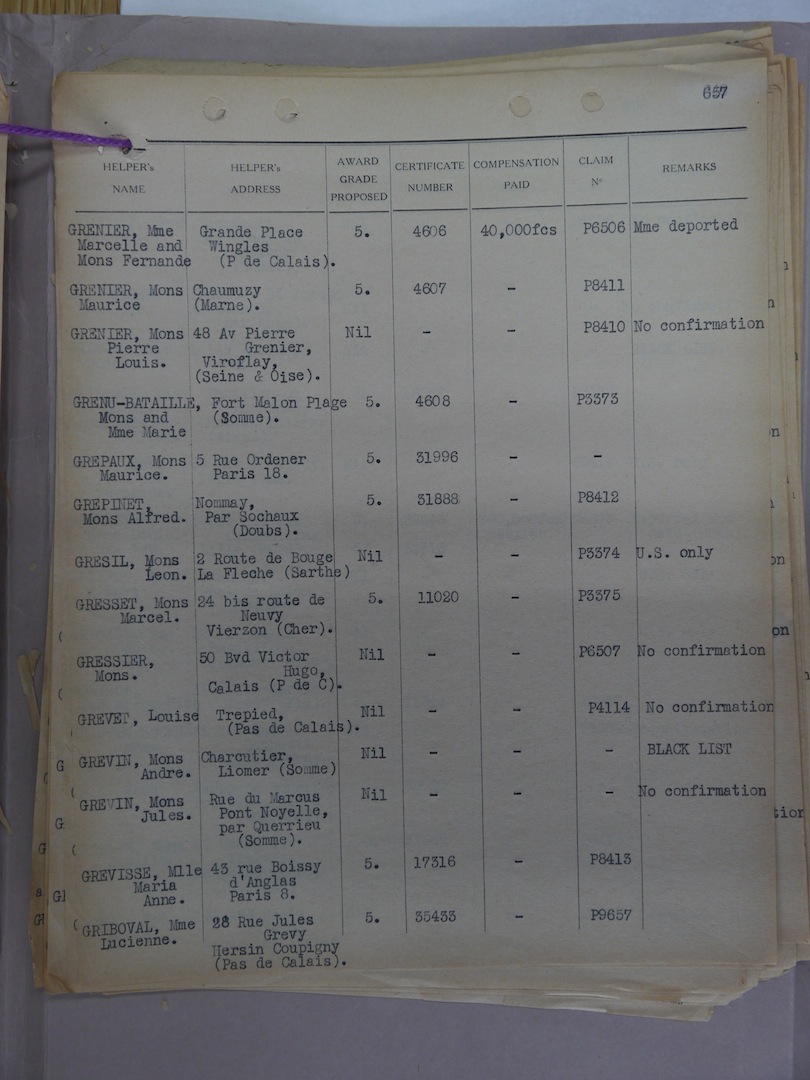 657
HELPER's NAME HELPER's ADDRESS AWARD GRADE PROPOSED CERTIFICATE NUMBER COMPENSATION PAID CLAIM Nº REMARKS
GRENIER, Mme Grande Place 5. 4606 40,000fcs P6506 Mme deported
Marcelle and Wingles
Mons Fernande (P de Calais).
GRENIER, Mons Chaumuzy 5. 4607 - P8411
Maurice (Marne).
GRENIER, Mons 48 Av Pierre Nil - - P8410 No confirmation
Pierre Grenier,
Louis. Viroflay,
(Seine & Oise).
GRENU-BATAILLE, Fort Malon Plage 5. 4608 - P3373
Mons and (Somme).
Mme Marie
GREPAUX, Mons 5 Rue Ordener 5. 31996 - -
Maurice. Paris 18.
GREPINET, Nommay, 5. 31888 - P8412
Mons Alfred. Par Sochaux
(Doubs).
GRESIL, Mons 2 Route de Bouge Nil - - P3374 U.S. only
Leon. La Fleche (Sarthe)
GRESSET, Mons 24 bis route de 5. 11020 - P3375
Marcel. Neuvy
Vierzon (Cher).
GRESSIER, 50 Bvd Victor Nil - - P6507 No confirmation
Mons. Hugo,
Calais (P de C).
GREVET, Louise Trepied, Nil - - P4114 No confirmation
(Pas de Calais).
GREVIN, Mons Charcutier, Nil - - - BLACK LIST
Andre. Liomer (Somme)
GREVIN, Mons Rue du Marcus Nil - - - No confirmation
Jules. Pont Noyelle,
par Querrieu
(Somme).
GREVISSE, Mlle 43 rue Boissy 5. 17316 - P8413
Maria d'Anglas
Anne. Paris 8.
GRIBOVAL, Mme 28 Rue Jules 5. 35433 - P9657
Lucienne. Grevy
Hersin Coupigny
(Pas de Calais).